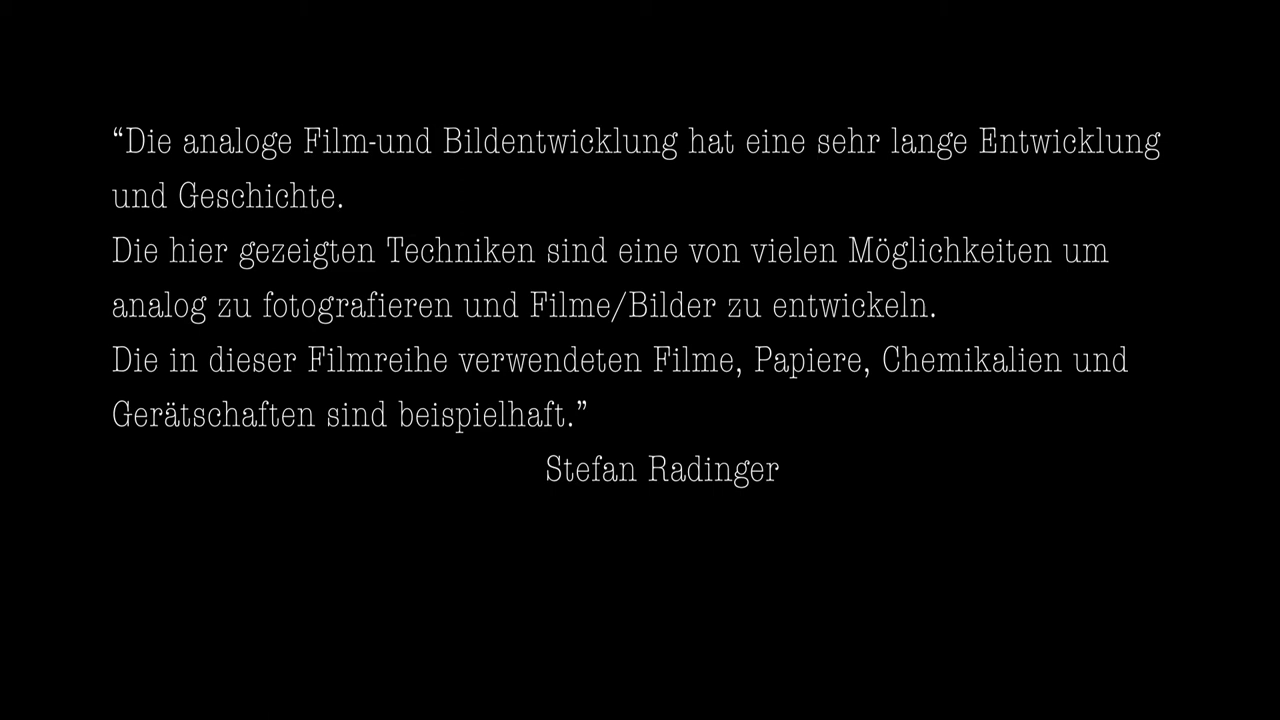 “Die analoge Film-und Bildentwicklung hat eine sehr lange Entwicklung
und Geschichte.
Die hier gezeigten Techniken sind eine von vielen Möglichkeiten um
analog zu fotografieren und Filme/Bilder zu entwickeln.
Die in dieser Filmreihe verwendeten Filme, Papiere, Chemikalien und
Gerätschaften sind beispielhaft.”
Stefan Radinger